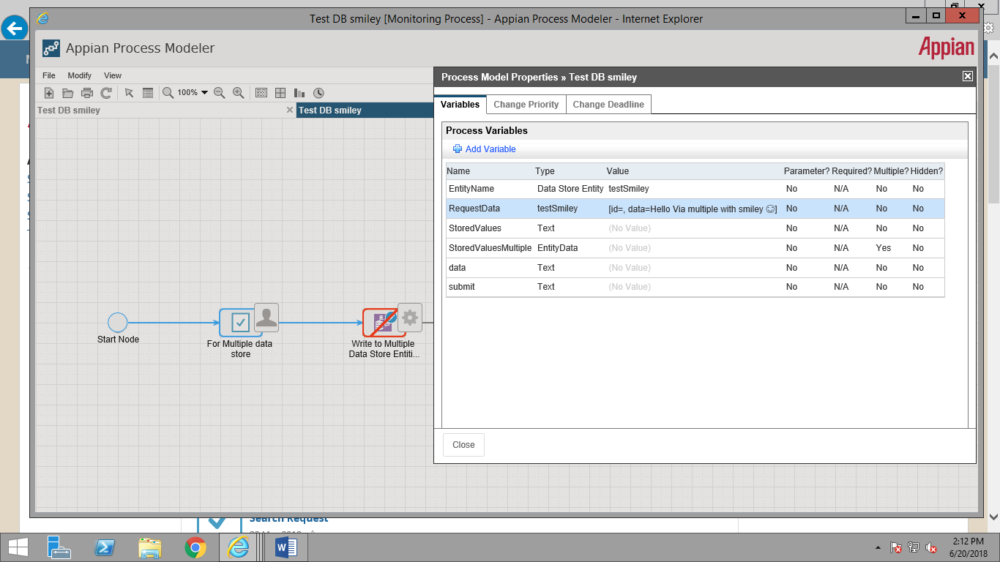 Test DB smiley [Monitoring Process] - Appian Process Modeler - Internet Explorer
Appian Process Modeler
Appian
File Modify View
100%
Test DB smiley
Test DB smiley
Process Model Properties » Test DB smiley
Variables Change Priority Change Deadline
Process Variables
Add Variable
Name Type Value Parameter? Required? Multiple? Hidden?
EntityName Data Store Entity testSmiley No N/A No No
RequestData testSmiley [id=, data=Hello Via multiple with smiley ☺] No N/A No No
StoredValues Text (No Value) No N/A No No
StoredValuesMultiple EntityData (No Value) No N/A Yes No
data Text (No Value) No N/A No No
submit Text (No Value) No N/A No No
Close
Start Node
For Multiple data
store
Write to Multiple
Data Store Entiti...
Search Request
2:12 PM
6/20/2018